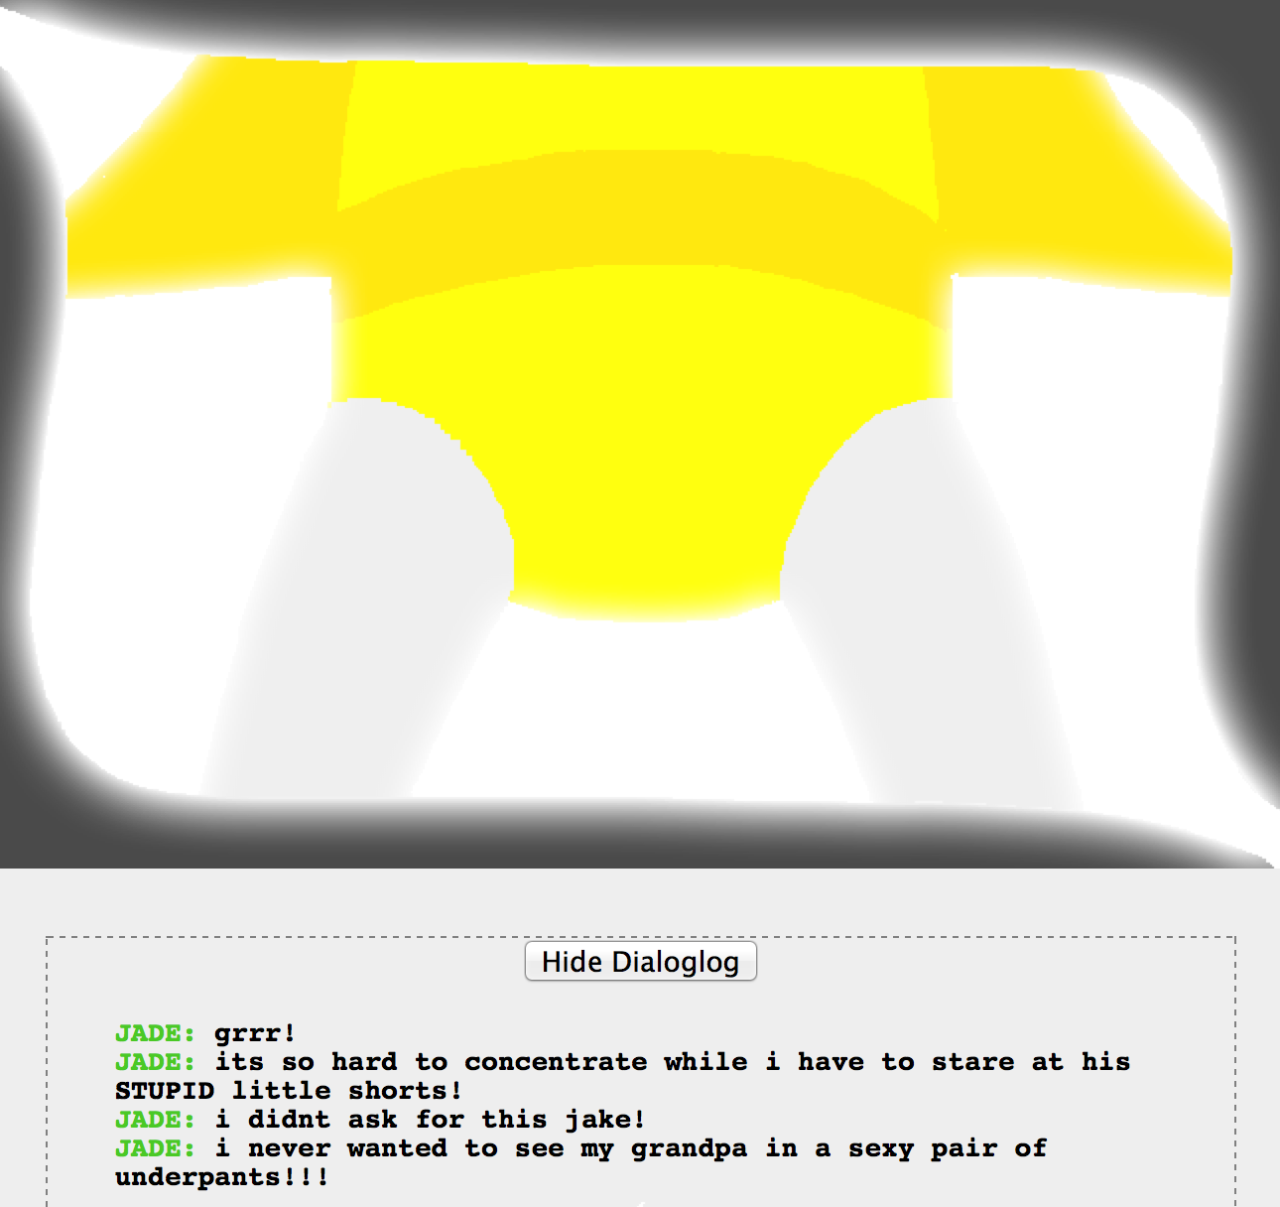 Hide Dialoglog
JADE: grrr!
JADE: its so hard to concentrate while i have to stare at his
STUPID little shorts!
JADE: i didnt ask for this jake!
JADE: i never wanted to see my grandpa in a sexy pair of
underpants!!!